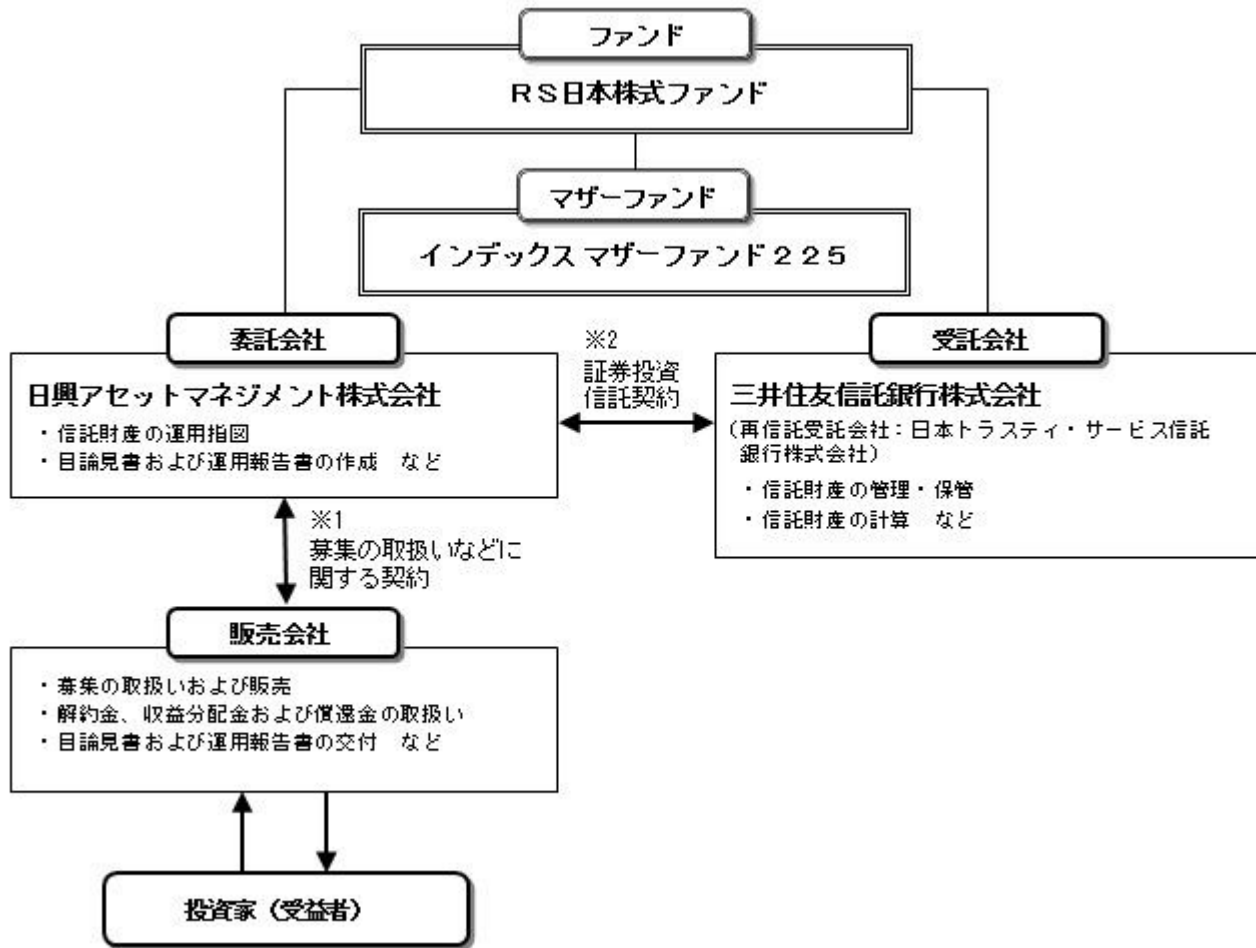 ファンド
RS日本株式ファンド
マザーファンド
インデックス マザーファンド225
委託会社
日興アセットマネジメント株式会社
・信託財産の運用指図
・目論見書および運用報告書の作成 など
※2
証券投資
信託契約
受託会社
三井住友信託銀行株式会社
(再信託受託会社:日本トラスティ・サービス信託
銀行株式会社)
・信託財産の管理・保管
・信託財産の計算 など
※1
募集の取扱いなどに
関する契約
販売会社
・募集の取扱いおよび販売
・解約金、収益分配金および償還金の取扱い
・目論見書および運用報告書の交付 など
投資家(受益者)